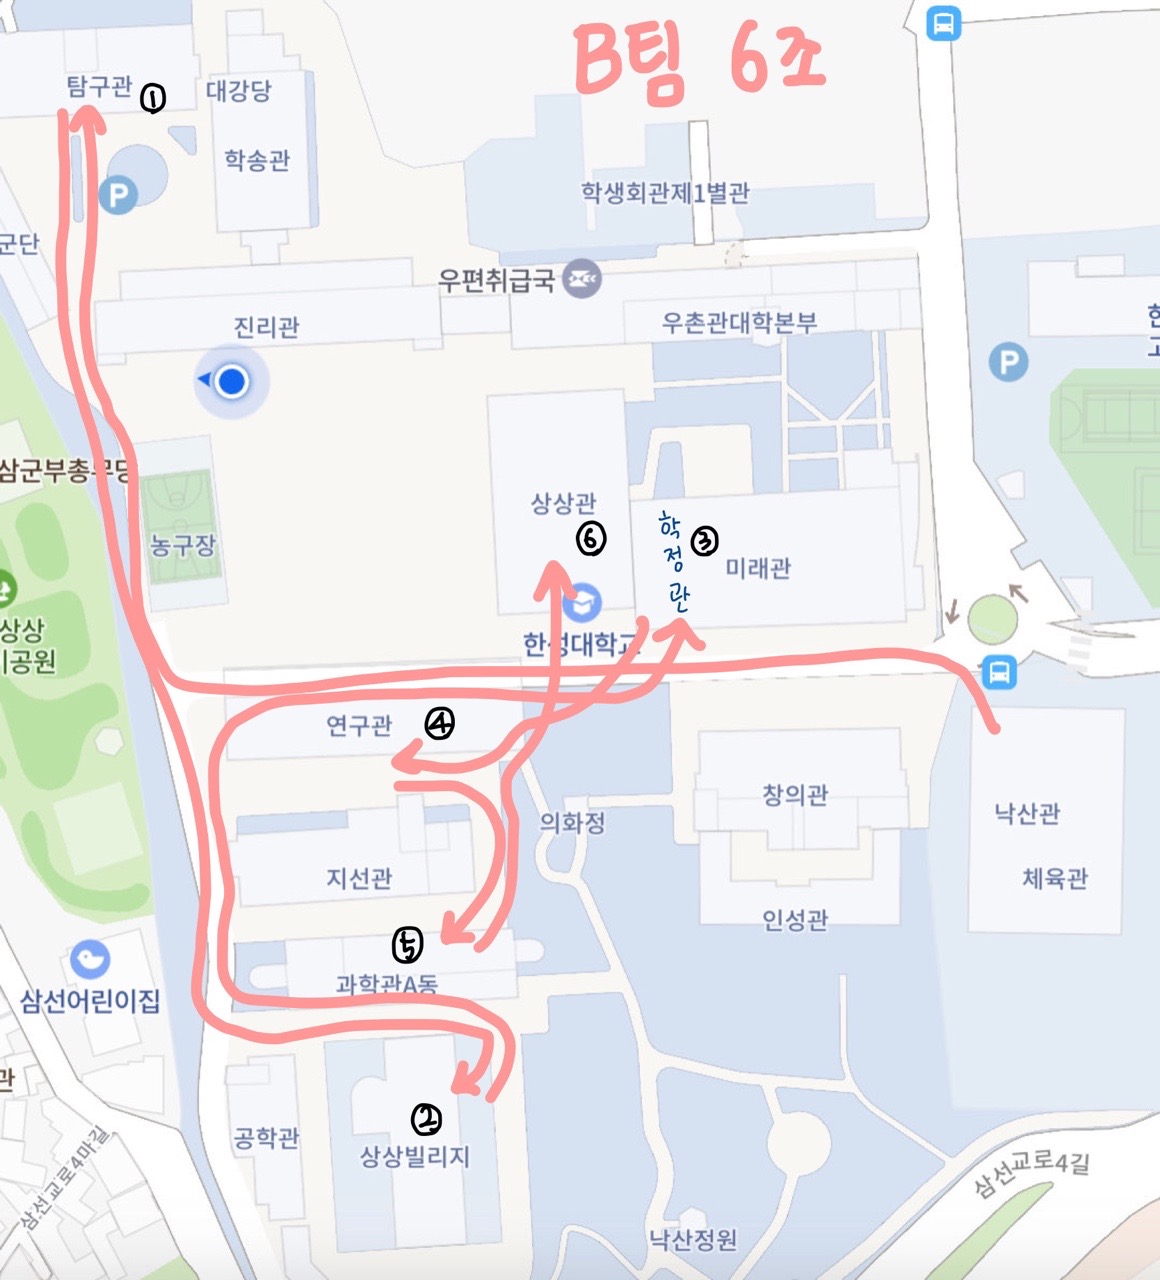 B팀 6조
탐구관 ①
대강당
학송관
P
학생회관제1별관
군단
우편취급국
진리관
우촌관대학본부
한
고
P
삼군부총무당
상상관
⑥
학정관 ③
미래관
농구장
상상
한성대학교
연구관 ④
창의관
의화정
낙산관
지선관
체육관
인성관
⑤
과학관A동
삼선어린이집
관
②
공학관
상상빌리지
삼선교로4마길
삼선교로4길
낙산정원